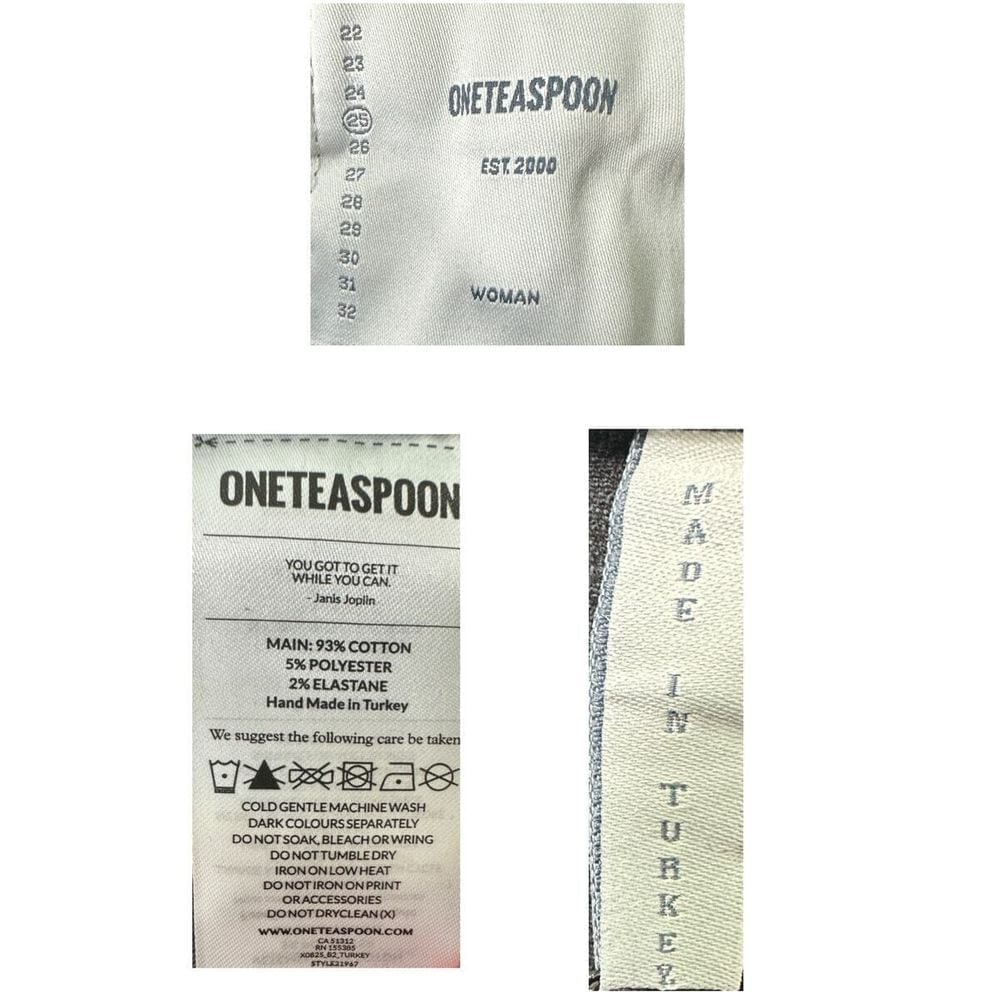 22
23
24
25
26
27
28
29
30
31
32
ONETEASPOON
EST. 2000
WOMAN
ONETEASPOON
YOU GOT TO GET IT
WHILE YOU CAN.
- Janis Joplin
MAIN: 93% COTTON
5% POLYESTER
2% ELASTANE
Hand Made in Turkey
We suggest the following care be taken
COLD GENTLE MACHINE WASH
DARK COLOURS SEPARATELY
DO NOT SOAK, BLEACH OR WRING
DO NOT TUMBLE DRY
IRON ON LOW HEAT
DO NOT IRON ON PRINT
OR ACCESSORIES
DO NOT DRYCLEAN (X)
WWW.ONETEASPOON.COM
CA 51312
RN 155385
X0825_B2_TURKEY
STYLE21967
MADE IN TURKEY